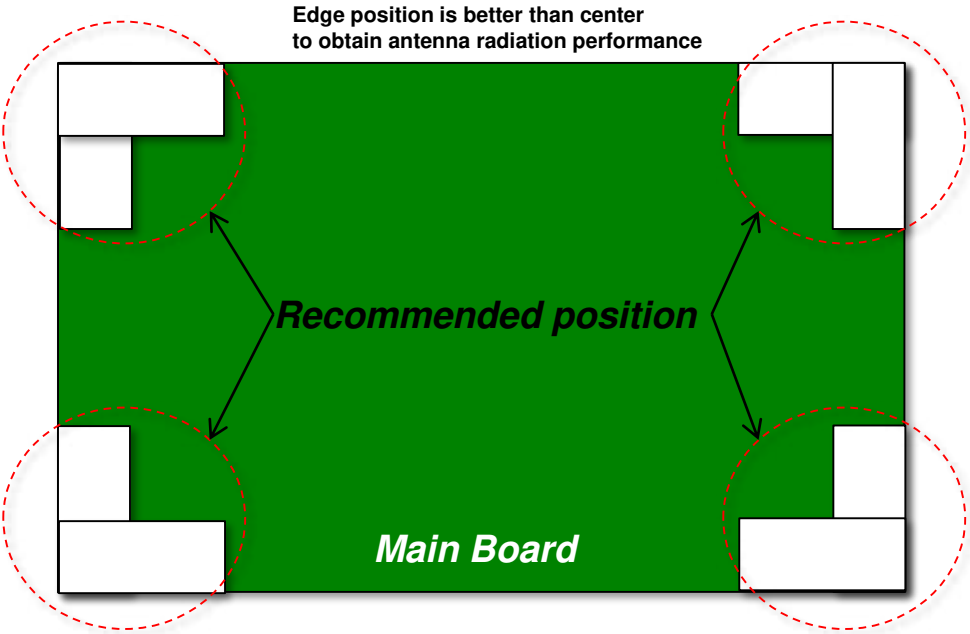 Edge position is better than center
to obtain antenna radiation performance
Recommended position
Main Board